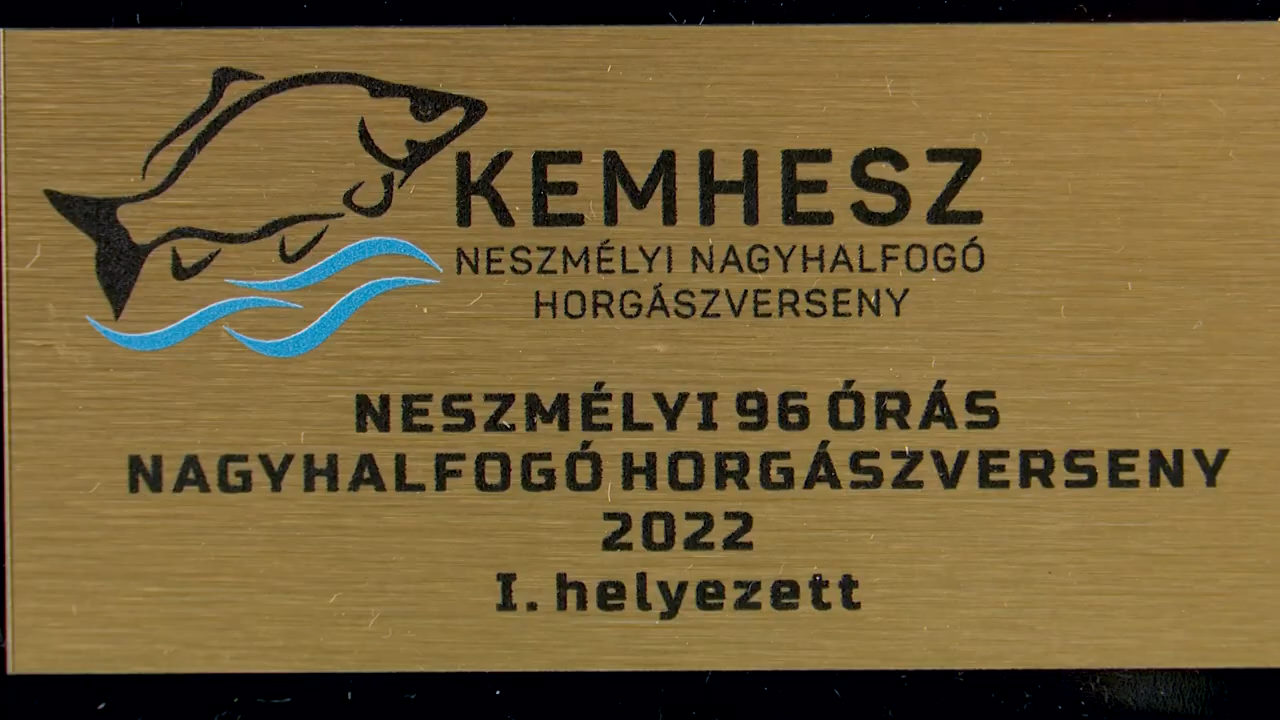 KEMHESZ
NESZMÉLYI NAGYHALFOGÓ
HORGÁSZVERSENY
NESZMÉLYI 96 ÓRÁS
NAGYHALFOGÓ HORGÁSZVERSENY
2022
I. helyezett